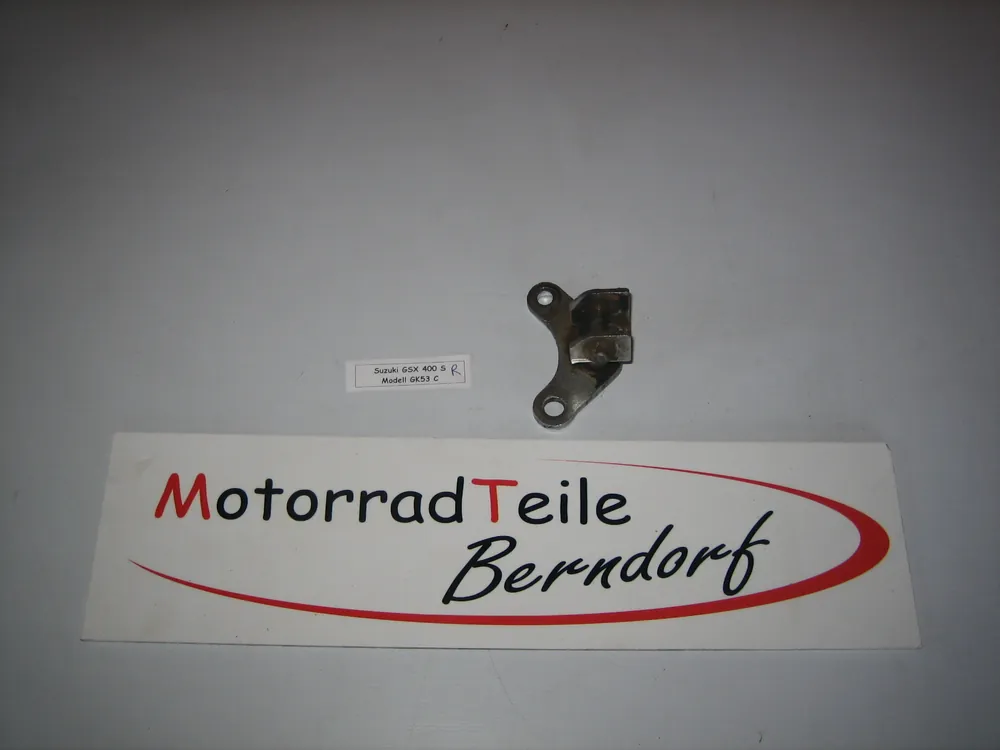 Suzuki GSX 400 S R
Modell GK53 C
MotorradTeile
Berndorf